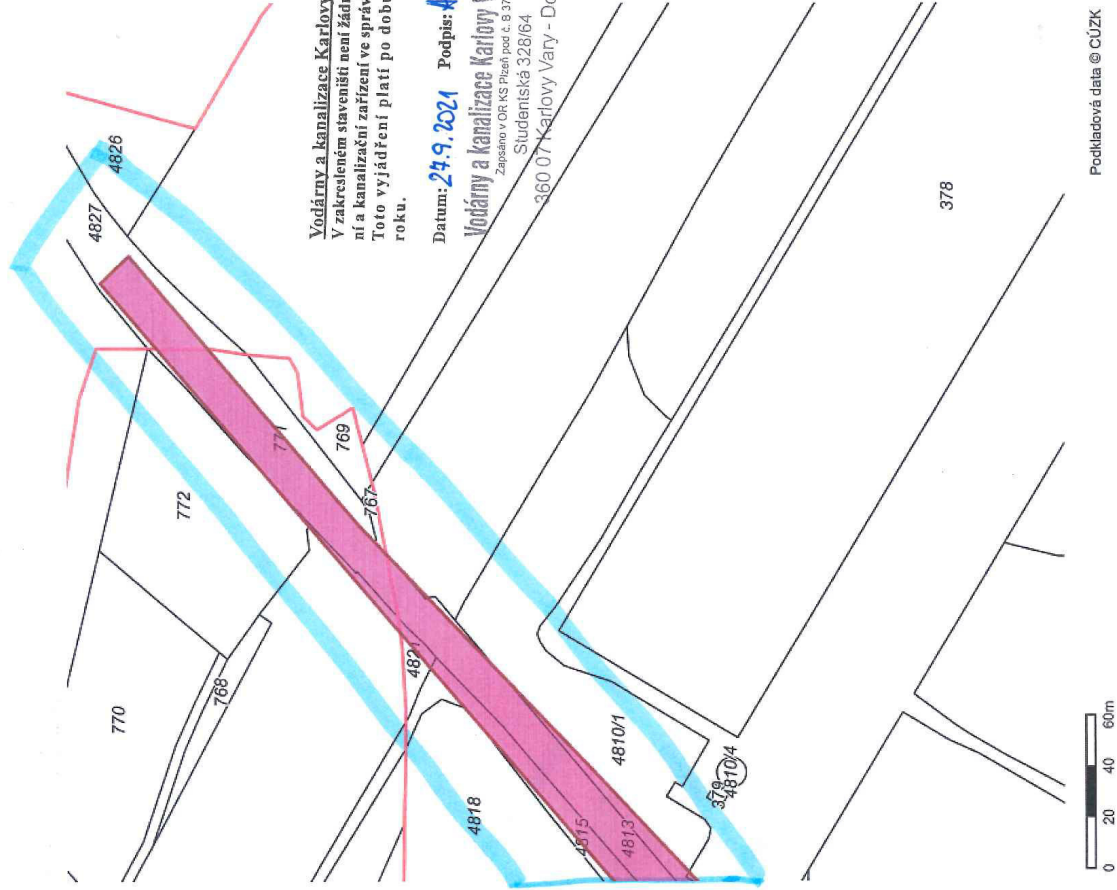 Vodárny a kanalizace Karlovy
V zakresleném staveništi není žádn
ní a kanalizační zařízení ve správ
Toto vyjádření platí po dobu
roku.
Datum: 27.9.2021 Podpis:
Vodárny a kanalizace Karlovy
Zapsáno v OR KS Plzeň pod č. B 37
Studentská 328/64
360 07 Karlovy Vary - Do
4826
4827
772
771
769
767
770
768
4821
378
4818
4810/1
4815
4813
379
4810/4
0 20 40 60m
Podkladová data © ČÚZK